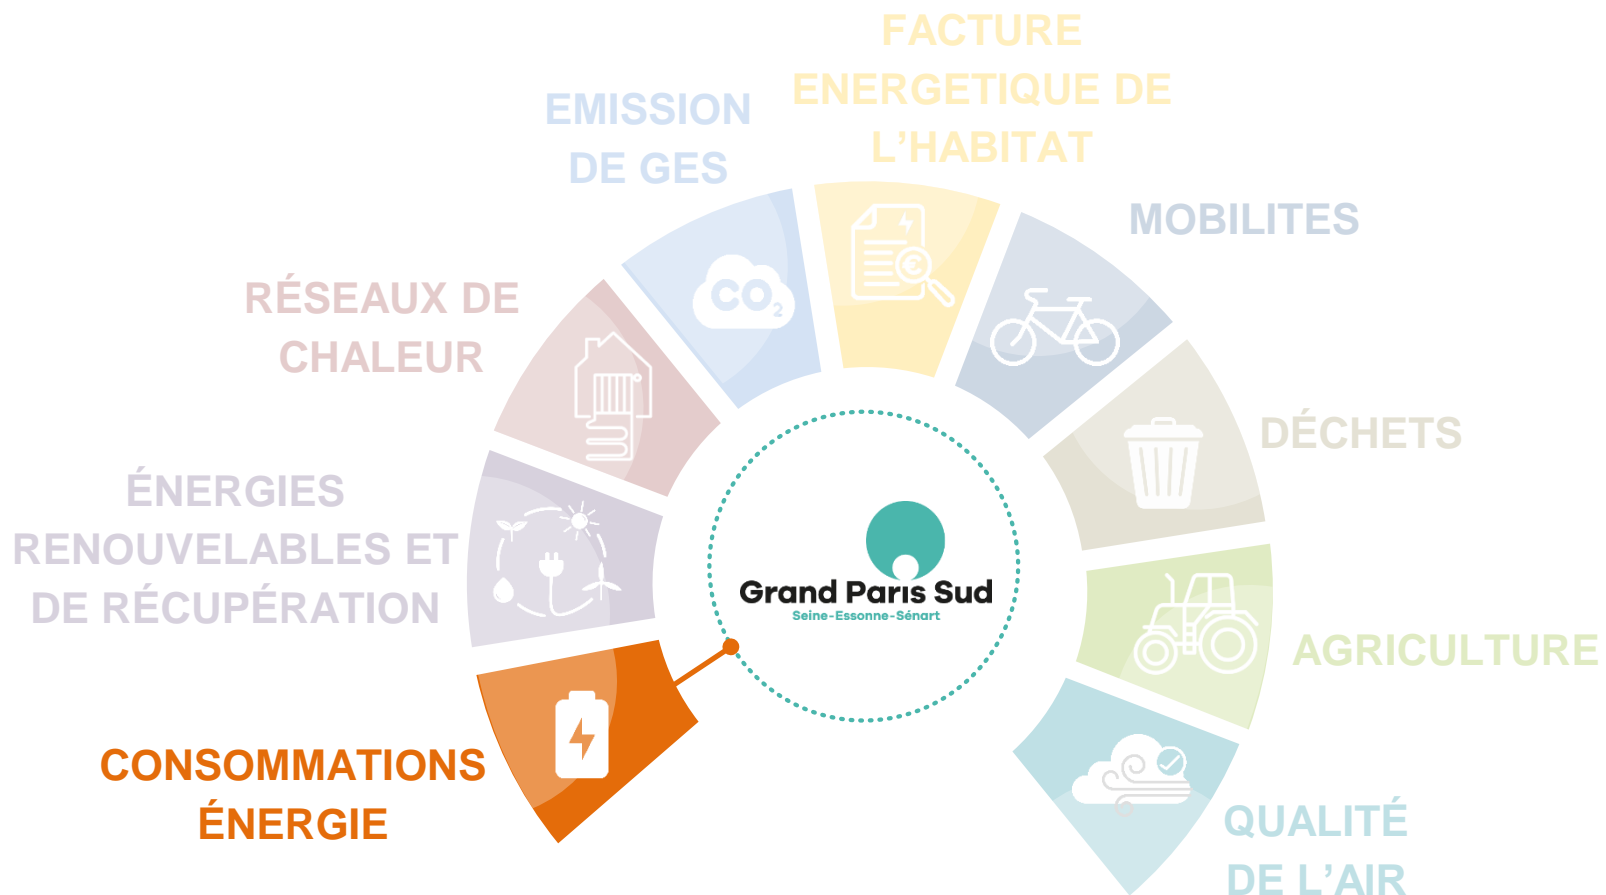 FACTURE
ENERGETIQUE DE
L’HABITAT
EMISSION
DE GES
MOBILITES
RÉSEAUX DE
CHALEUR
CO2
€
DÉCHETS
ÉNERGIES
RENOUVELABLES ET
DE RÉCUPÉRATION
Grand Paris Sud
Seine-Essonne-Sénart
AGRICULTURE
CONSOMMATIONS
ÉNERGIE
QUALITÉ
DE L’AIR